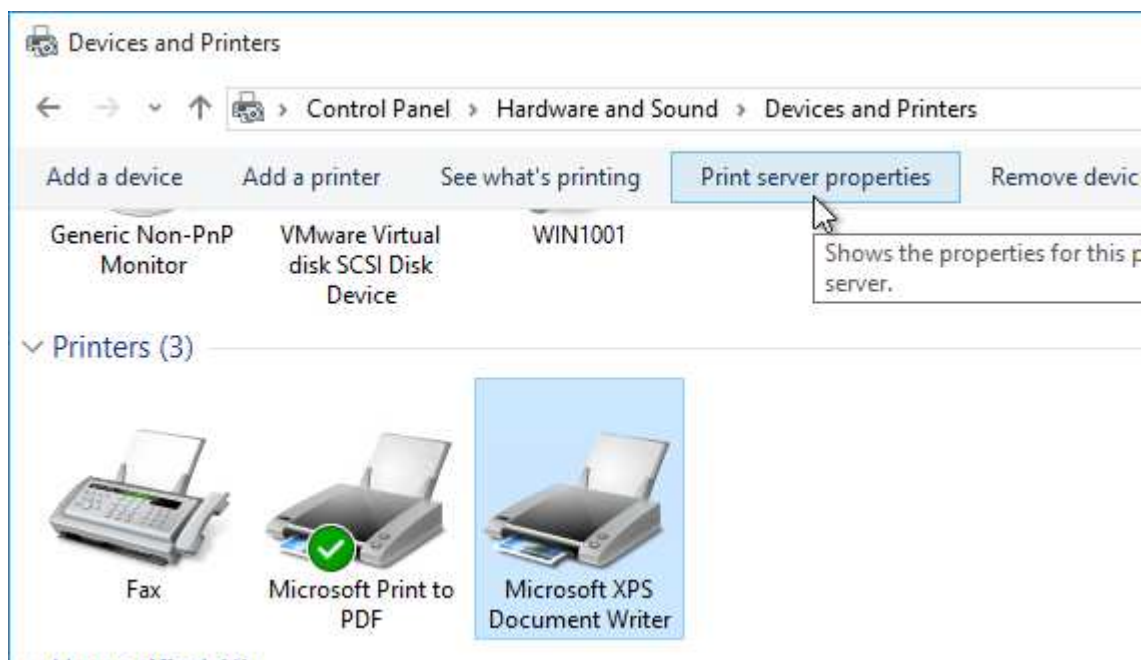 Devices and Printers
Control Panel > Hardware and Sound > Devices and Printers
Add a device Add a printer See what's printing Print server properties Remove devic
Generic Non-PnP Monitor
VMware Virtual disk SCSI Disk Device
WIN1001
Shows the properties for this p
server.
Printers (3)
Fax
Microsoft Print to
PDF
Microsoft XPS
Document Writer